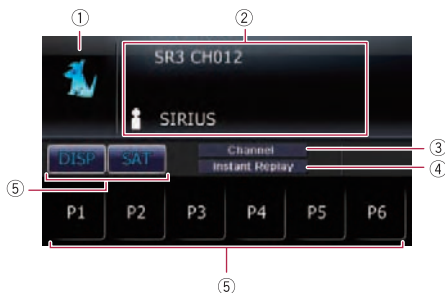 ① ②
SR3 CH012
SIRIUS
DISP SAT Channel ③
Instant Replay ④
⑤
P1 P2 P3 P4 P5 P6
⑤